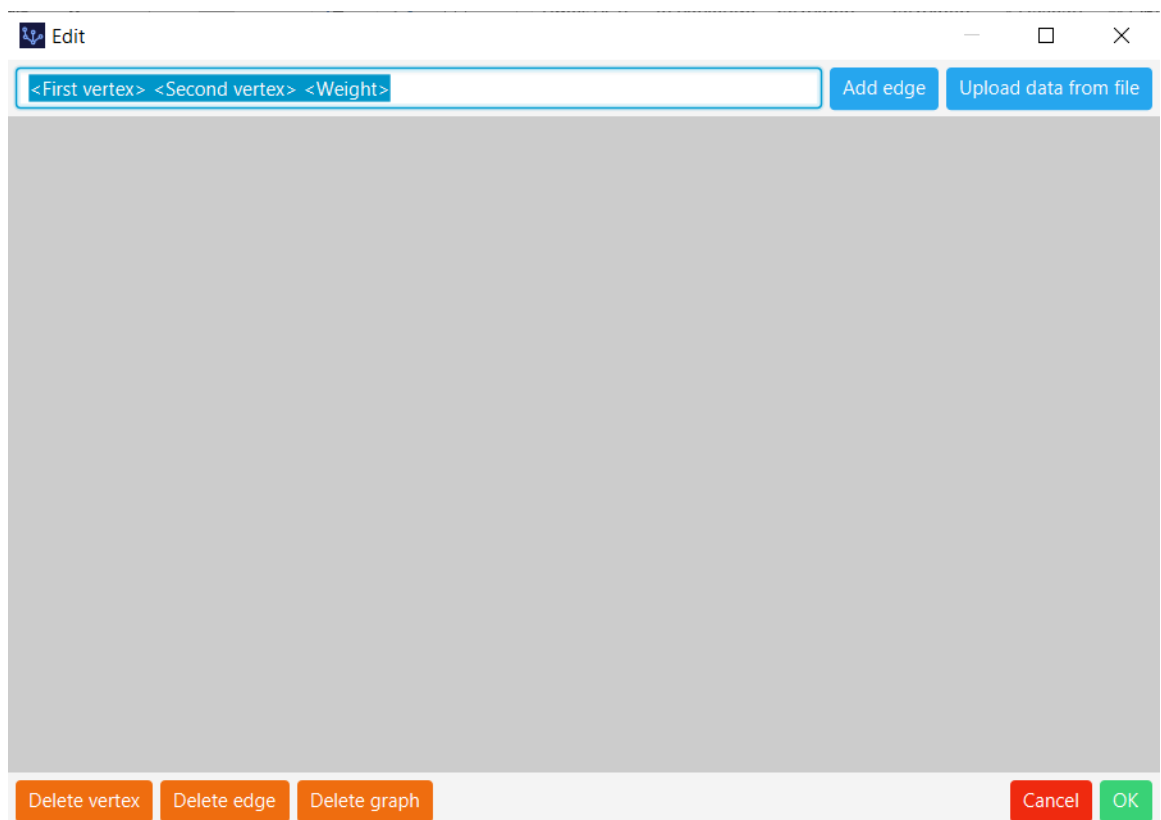 Edit
<First vertex> <Second vertex> <Weight> Add edge Upload data from file
Delete vertex Delete edge Delete graph Cancel OK